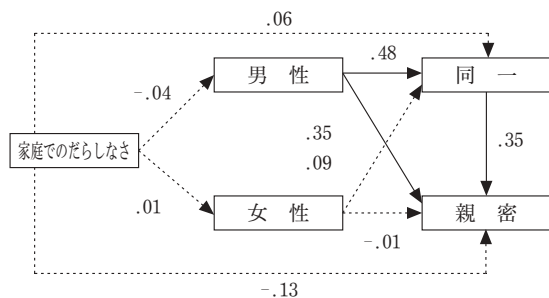 .06
.48
男 性
同 一
-.04
.35
家庭でのだらしなさ
.35
.09
.01
女 性
親 密
-.01
-.13